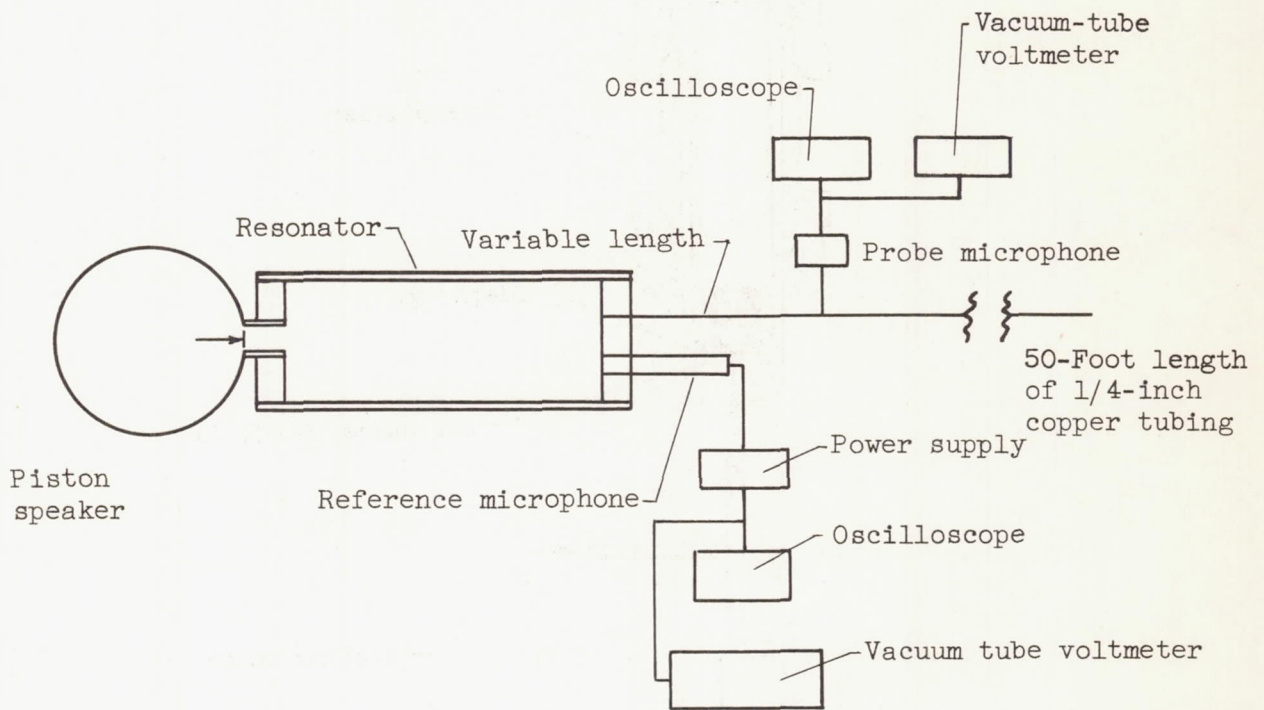 Vacuum-tube
voltmeter
Oscilloscope
Resonator
Variable length
Probe microphone
50-Foot length
of 1/4-inch
copper tubing
Power supply
Piston
speaker
Reference microphone
Oscilloscope
Vacuum tube voltmeter